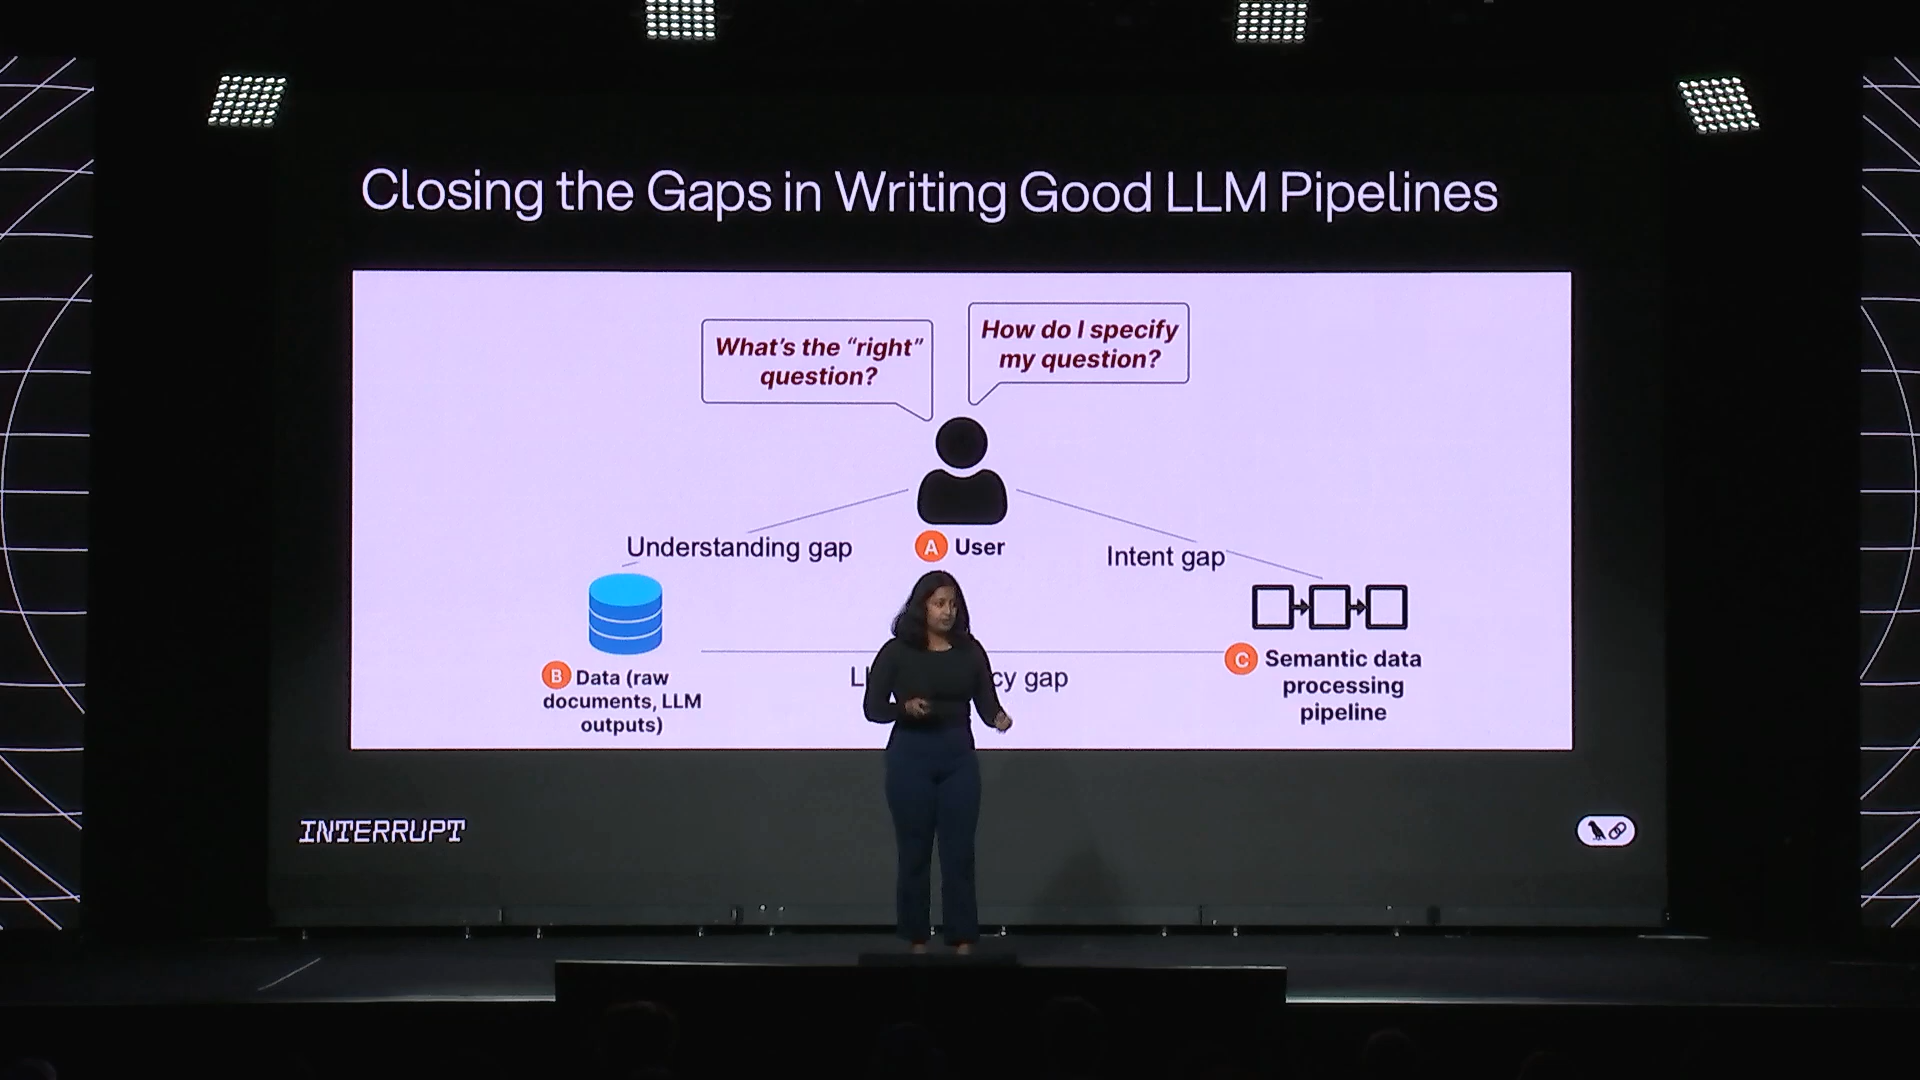 Closing the Gaps in Writing Good LLM Pipelines
What's the “right”
question?
How do I specify
my question?
Understanding gap
A User
Intent gap
B Data (raw
documents, LLM
outputs)
gap
C Semantic data
processing
pipeline
INTERRUPT